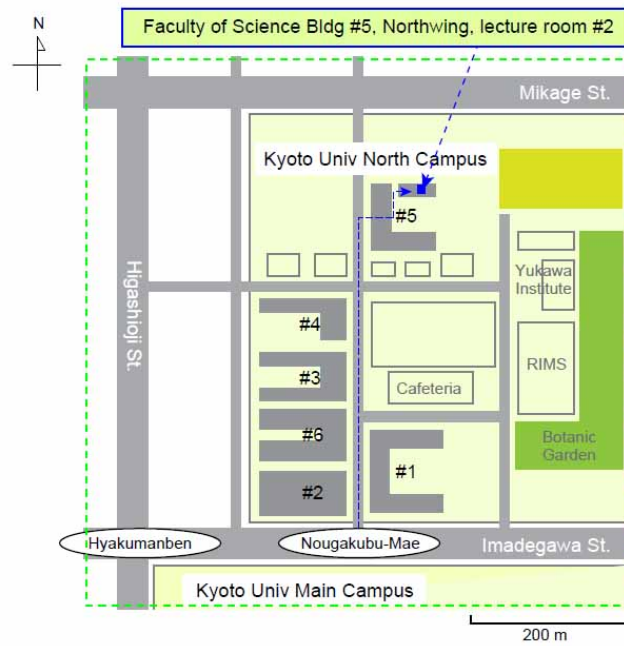 Faculty of Science Bldg #5, Northwing, lecture room #2
N
Mikage St.
Kyoto Univ North Campus
#5
Higashioji St.
Yukawa
Institute
#4
#3
Cafeteria
RIMS
#6
Botanic
Garden
#1
#2
Hyakumanben
Nougakubu-Mae
Imadegawa St.
Kyoto Univ Main Campus
200 m